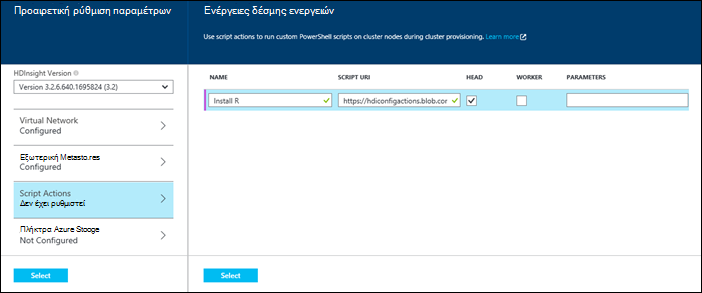 Προαιρετική ρύθμιση παραμέτρων
Ενέργειες δέσμης ενεργειών
Use script actions to run custom PowerShell scripts on cluster nodes during cluster provisioning. Learn more
HDInsight Version
Version 3.2.6.640.1695824 (3.2)
NAME SCRIPT URI HEAD WORKER PARAMETERS
Install R https://hdiconfigactions.blob.cor
Virtual Network
Configured
Εξωτερική Metasto.res
Configured
Script Actions
Δεν έχει ρυθμιστεί
Πλήκτρα Azure Stooge
Not Configured
Select Select